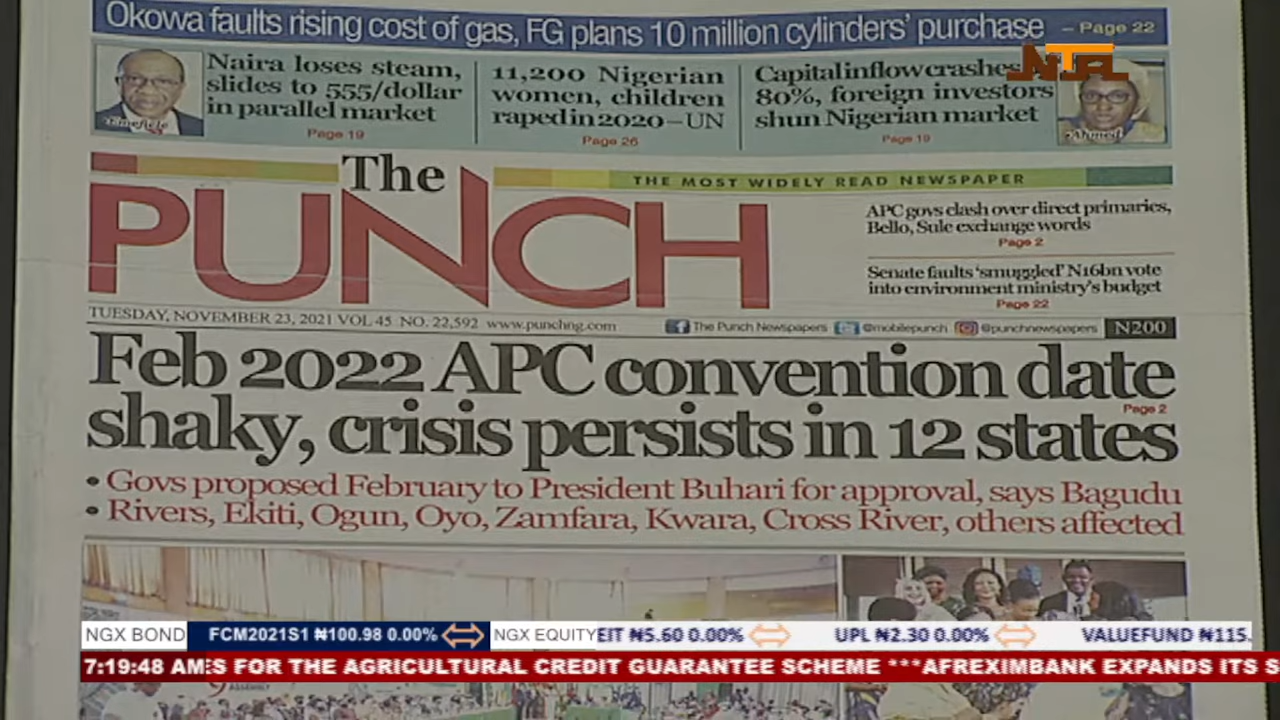 Okowa faults rising cost of gas, FG plans 10 million cylinders' purchase – Page 22
Naira loses steam,
slides to 555/dollar
in parallel market
Page 19
Emefiele
11,200 Nigerian
women, children
raped in 2020–UN
Page 26
Capital inflow crashes
80%, foreign investors
shun Nigerian market
Page 19
Ahmed
NTA
The
PUNCH
THE MOST WIDELY READ NEWSPAPER
APC govs clash over direct primaries,
Bello, Sule exchange words
Page 2
Senate faults 'smuggled' N16bn vote
into environment ministry's budget
Page 22
TUESDAY, NOVEMBER 23, 2021 VOL 45 NO. 22,592 www.punchng.com
The Punch Newspapers @mobilepunch @punchnewspapers N200
Feb 2022 APC convention date
shaky, crisis persists in 12 states
Page 2
• Govs proposed February to President Buhari for approval, says Bagudu
• Rivers, Ekiti, Ogun, Oyo, Zamfara, Kwara, Cross River, others affected
NGX BOND FCM2021S1 ₦100.98 0.00% NGX EQUITY EIT ₦5.60 0.00% UPL ₦2.30 0.00% VALUEFUND ₦115.
7:19:48 AM ES FOR THE AGRICULTURAL CREDIT GUARANTEE SCHEME ***AFREXIMBANK EXPANDS ITS S